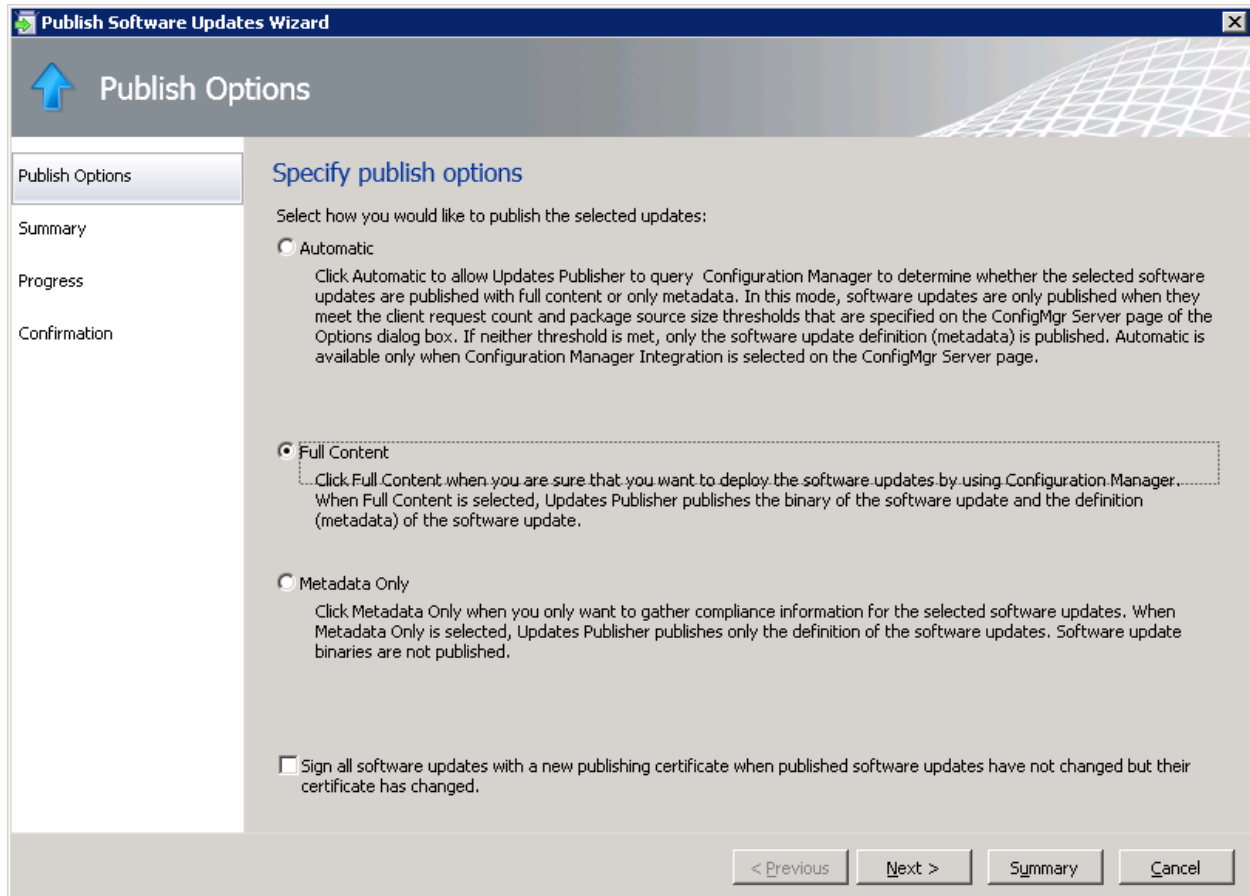 Publish Software Updates Wizard
Publish Options
Publish Options
Summary
Progress
Confirmation
Specify publish options
Select how you would like to publish the selected updates:
Automatic
Click Automatic to allow Updates Publisher to query  Configuration Manager to determine whether the selected software
updates are published with full content or only metadata. In this mode, software updates are only published when they
meet the client request count and package source size thresholds that are specified on the ConfigMgr Server page of the
Options dialog box. If neither threshold is met, only the software update definition (metadata) is published. Automatic is
available only when Configuration Manager Integration is selected on the ConfigMgr Server page.
Full Content
Click Full Content when you are sure that you want to deploy the software updates by using Configuration Manager.
When Full Content is selected, Updates Publisher publishes the binary of the software update and the definition
(metadata) of the software update.
Metadata Only
Click Metadata Only when you only want to gather compliance information for the selected software updates. When
Metadata Only is selected, Updates Publisher publishes only the definition of the software updates. Software update
binaries are not published.
Sign all software updates with a new publishing certificate when published software updates have not changed but their
certificate has changed.
< Previous
Next >
Summary
Cancel